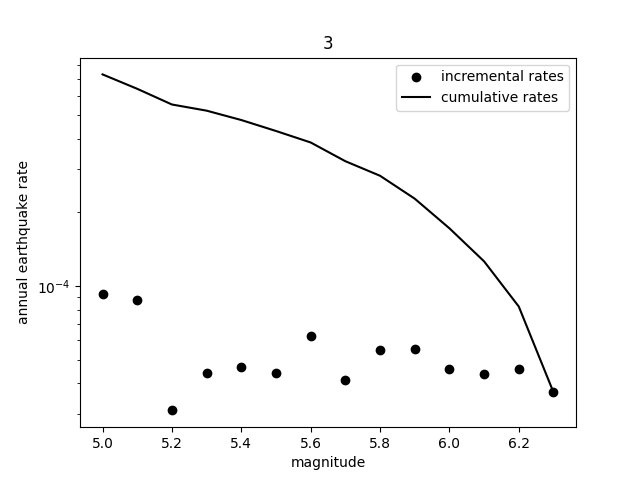 3
incremental rates
cumulative rates
annual earthquake rate
10⁻⁴
5.0 5.2 5.4 5.6 5.8 6.0 6.2
magnitude